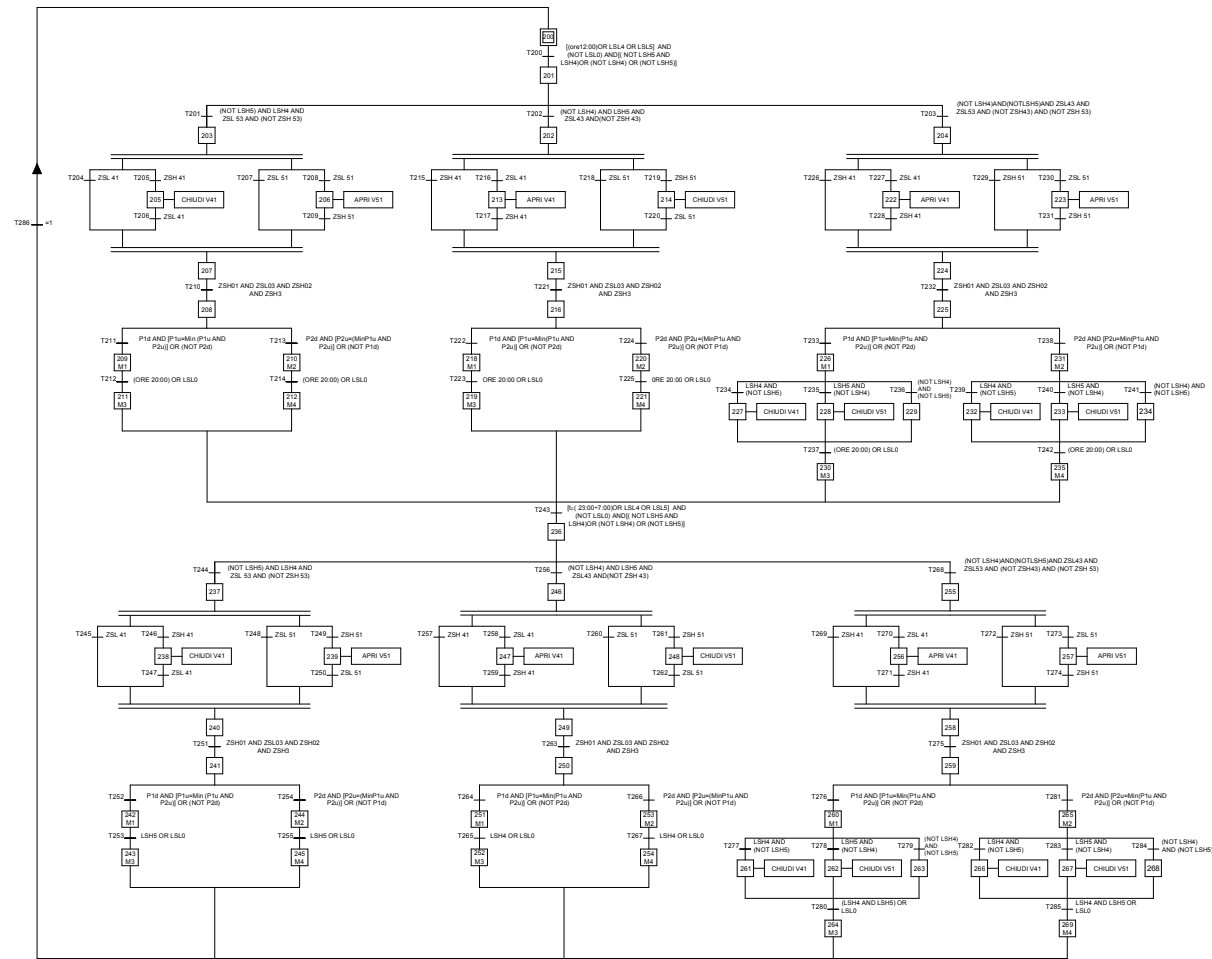 200
T200
[(ore12:00)OR LSL4 OR LSL5] AND
(NOT LSL0) AND[( NOT LSH5 AND
LSH4)OR (NOT LSH4) OR (NOT LSH5)]
201
T201
(NOT LSH5) AND LSH4 AND
ZSL 53 AND (NOT ZSH 53)
T202
(NOT LSH4) AND LSH5 AND
ZSL43 AND(NOT ZSH 43)
T203
(NOT LSH4)AND(NOTLSH5)AND ZSL43 AND
ZSL53 AND (NOT ZSH43) AND (NOT ZSH 53)
203
202
204
T204
ZSL 41
T205
ZSH 41
T207
ZSL 51
T208
ZSL 51
T215
ZSH 41
T216
ZSL 41
T218
ZSL 51
T219
ZSH 51
T226
ZSH 41
T227
ZSL 41
T229
ZSH 51
T230
ZSL 51
205
CHIUDI V41
206
APRI V51
213
APRI V41
214
CHIUDI V51
222
APRI V41
223
APRI V51
T206
ZSL 41
T209
ZSH 51
T217
ZSH 41
T220
ZSL 51
T228
ZSH 41
T231
ZSH 51
T286
=1
207
215
224
T210
ZSH01 AND ZSL03 AND ZSH02
AND ZSH3
T221
ZSH01 AND ZSL03 AND ZSH02
AND ZSH3
T232
ZSH01 AND ZSL03 AND ZSH02
AND ZSH3
208
216
225
T211
P1d AND [P1u=Min (P1u AND
P2u)] OR (NOT P2d)
T213
P2d AND [P2u=(MinP1u AND
P2u)] OR (NOT P1d)
T222
P1d AND [P1u=Min(P1u AND
P2u)] OR (NOT P2d)
T224
P2d AND [P2u=(MinP1u AND
P2u)] OR (NOT P1d)
T233
P1d AND [P1u=Min(P1u AND
P2u)] OR (NOT P2d)
T238
P2d AND [P2u=Min(P1u AND
P2u)] OR (NOT P1d)
209
M1
210
M2
218
M1
220
M2
226
M1
231
M2
T212
(ORE 20:00) OR LSL0
T214
(ORE 20:00) OR LSL0
T223
ORE 20:00 OR LSL0
T225
0RE 20:00 OR LSL0
T234
LSH4 AND
(NOT LSH5)
T235
LSH5 AND
(NOT LSH4)
T236
(NOT LSH4)
AND
(NOT LSH5)
T239
LSH4 AND
(NOT LSH5)
T240
LSH5 AND
(NOT LSH4)
T241
(NOT LSH4) AND
(NOT LSH5)
211
M3
212
M4
219
M3
221
M4
227
CHIUDI V41
228
CHIUDI V51
229
232
CHIUDI V41
233
CHIUDI V51
234
T237
(ORE 20:00) OR LSL0
T242
(ORE 20:00) OR LSL0
230
M3
235
M4
T243
[t<( 23:00÷7:00)OR LSL4 OR LSL5] AND
(NOT LSL0) AND[( NOT LSH5 AND
LSH4)OR (NOT LSH4) OR (NOT LSH5)]
236
T244
(NOT LSH5) AND LSH4 AND
ZSL 53 AND (NOT ZSH 53)
T256
(NOT LSH4) AND LSH5 AND
ZSL43 AND(NOT ZSH 43)
T268
(NOT LSH4)AND(NOTLSH5)AND ZSL43 AND
ZSL53 AND (NOT ZSH43) AND (NOT ZSH 53)
237
246
255
T245
ZSL 41
T246
ZSH 41
T248
ZSL 51
T249
ZSH 51
T257
ZSH 41
T258
ZSL 41
T260
ZSL 51
T261
ZSH 51
T269
ZSH 41
T270
ZSL 41
T272
ZSH 51
T273
ZSL 51
238
CHIUDI V41
239
APRI V51
247
APRI V41
248
CHIUDI V51
256
APRI V41
257
APRI V51
T247
ZSL 41
T250
ZSL 51
T259
ZSH 41
T262
ZSL 51
T271
ZSH 41
T274
ZSH 51
240
249
258
T251
ZSH01 AND ZSL03 AND ZSH02
AND ZSH3
T263
ZSH01 AND ZSL03 AND ZSH02
AND ZSH3
T275
ZSH01 AND ZSL03 AND ZSH02
AND ZSH3
241
250
259
T252
P1d AND [P1u=Min (P1u AND
P2u)] OR (NOT P2d)
T254
P2d AND [P2u=(MinP1u AND
P2u)] OR (NOT P1d)
T264
P1d AND [P1u=Min(P1u AND
P2u)] OR (NOT P2d)
T266
P2d AND [P2u=(MinP1u AND
P2u)] OR (NOT P1d)
T276
P1d AND [P1u=Min(P1u AND
P2u)] OR (NOT P2d)
T281
P2d AND [P2u=Min(P1u AND
P2u)] OR (NOT P1d)
242
M1
244
M2
251
M1
253
M2
260
M1
265
M2
T253
LSH5 OR LSL0
T255
LSH5 OR LSL0
T265
LSH4 OR LSL0
T267
LSH4 OR LSL0
T277
LSH4 AND
(NOT LSH5)
T278
LSH5 AND
(NOT LSH4)
T279
(NOT LSH4)
AND
(NOT LSH5)
T282
LSH4 AND
(NOT LSH5)
T283
LSH5 AND
(NOT LSH4)
T284
(NOT LSH4)
AND (NOT LSH5)
243
M3
245
M4
252
M3
254
M4
261
CHIUDI V41
262
CHIUDI V51
263
266
CHIUDI V41
267
CHIUDI V51
268
T280
(LSH4 AND LSH5) OR
LSL0
T285
LSH4 AND LSH5 OR
LSL0
264
M3
269
M4